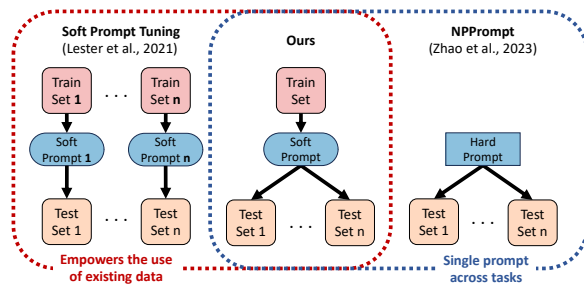 Soft Prompt Tuning
(Lester et al., 2021)
Ours
NPPrompt
(Zhao et al., 2023)
Train
Set 1
. . .
Train
Set n
Train
Set
Soft
Prompt 1
Soft
Prompt n
Soft
Prompt
Hard
Prompt
Test
Set 1
. . .
Test
Set n
Test
Set 1
. . .
Test
Set n
Test
Set 1
. . .
Test
Set n
Empowers the use
of existing data
Single prompt
across tasks